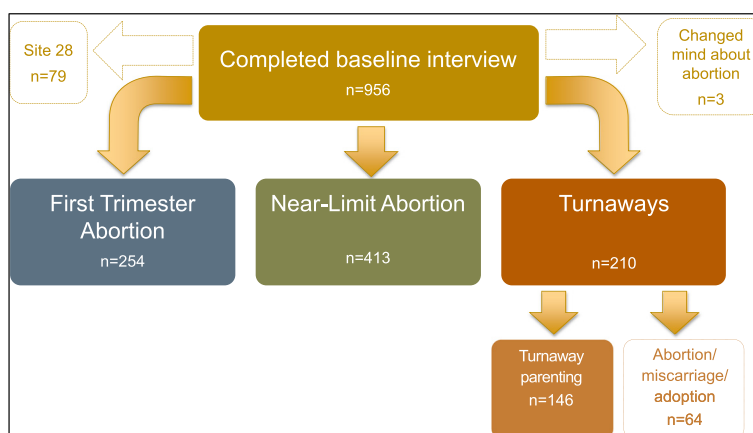 Site 28
n=79
Completed baseline interview
n=956
Changed
mind about
abortion
n=3
First Trimester
Abortion
n=254
Near-Limit Abortion
n=413
Turnaways
n=210
Turnaway
parenting
n=146
Abortion/
miscarriage/
adoption
n=64